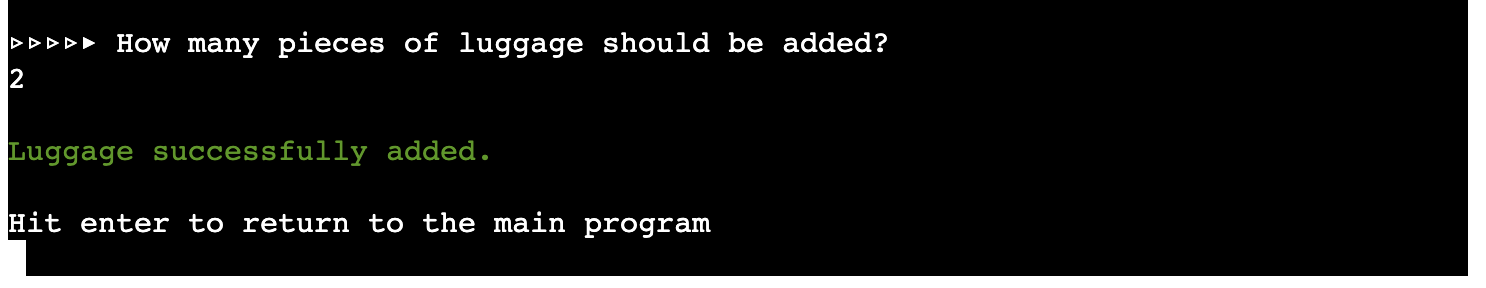 ▹▹▹▹▸ How many pieces of luggage should be added?
2
Luggage successfully added.
Hit enter to return to the main program